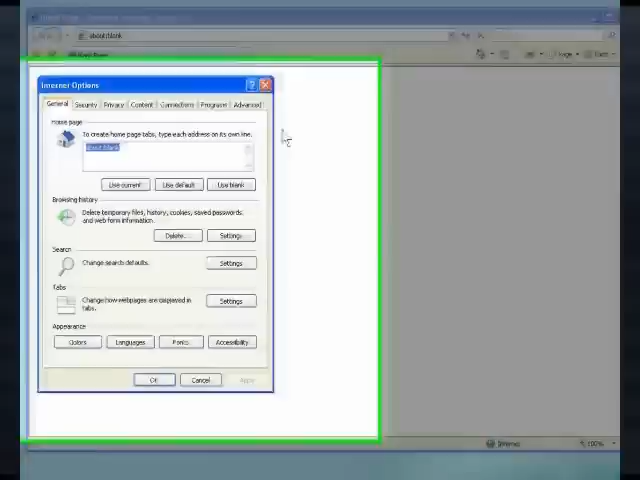 about:blank
Internet Options
General Security Privacy Content Connections Programs Advanced
Home page
To create home page tabs, type each address on its own line.
about:blank
Use current Use default Use blank
Browsing history
Delete temporary files, history, cookies, saved passwords,
and web form information.
Delete... Settings
Search
Change search defaults.
Settings
Tabs
Change how webpages are displayed in
tabs.
Settings
Appearance
Colors Languages Fonts Accessibility
OK Cancel Apply
Internet 100%